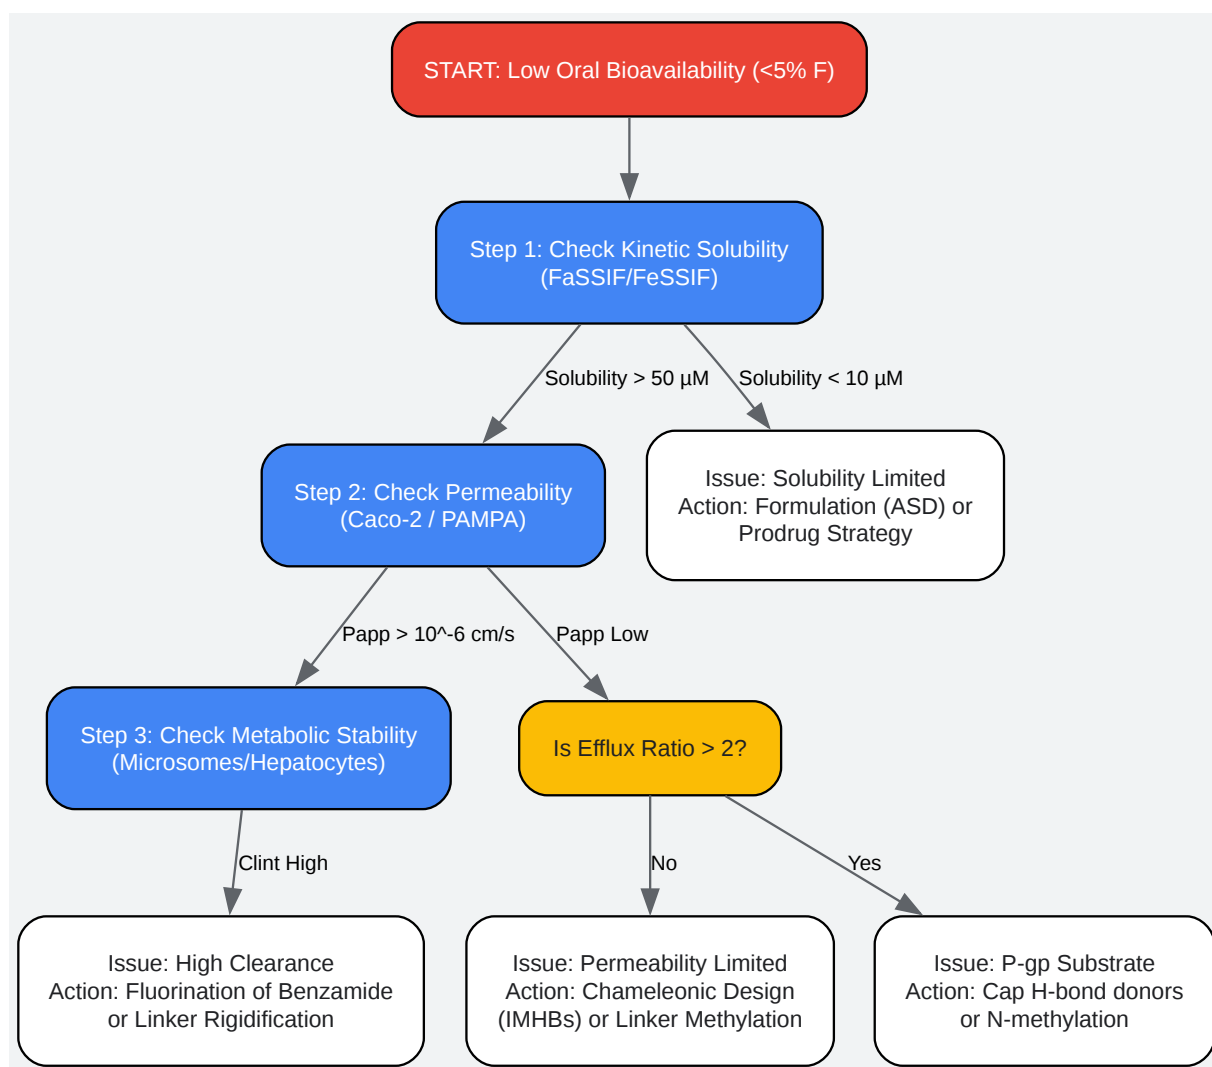 START: Low Oral Bioavailability (<5% F)
Step 1: Check Kinetic Solubility
(FaSSIF/FeSSIF)
Solubility > 50 µM
Solubility < 10 µM
Step 2: Check Permeability
(Caco-2 / PAMPA)
Issue: Solubility Limited
Action: Formulation (ASD) or
Prodrug Strategy
Papp > 10^-6 cm/s
Papp Low
Step 3: Check Metabolic Stability
(Microsomes/Hepatocytes)
Is Efflux Ratio > 2?
Clint High
No
Yes
Issue: High Clearance
Action: Fluorination of Benzamide
or Linker Rigidification
Issue: Permeability Limited
Action: Chameleonic Design
(IMHBs) or Linker Methylation
Issue: P-gp Substrate
Action: Cap H-bond donors
or N-methylation